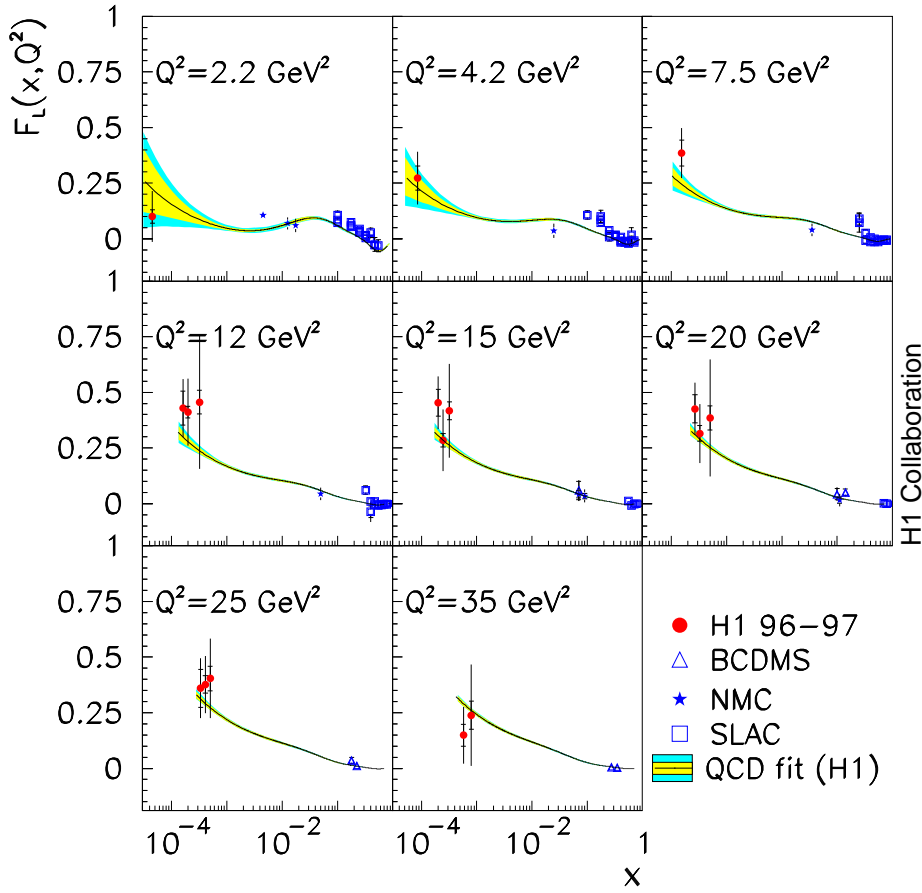 F_L(x,Q²)
1
0.75
0.5
0.25
0
Q²=2.2 GeV²
Q²=4.2 GeV²
Q²=7.5 GeV²
1
0.75
0.5
0.25
0
Q²=12 GeV²
Q²=15 GeV²
Q²=20 GeV²
H1 Collaboration
1
0.75
0.5
0.25
0
Q²=25 GeV²
Q²=35 GeV²
H1 96−97
BCDMS
NMC
SLAC
QCD fit (H1)
10⁻⁴ 10⁻² 10⁻⁴ 10⁻² 1
x